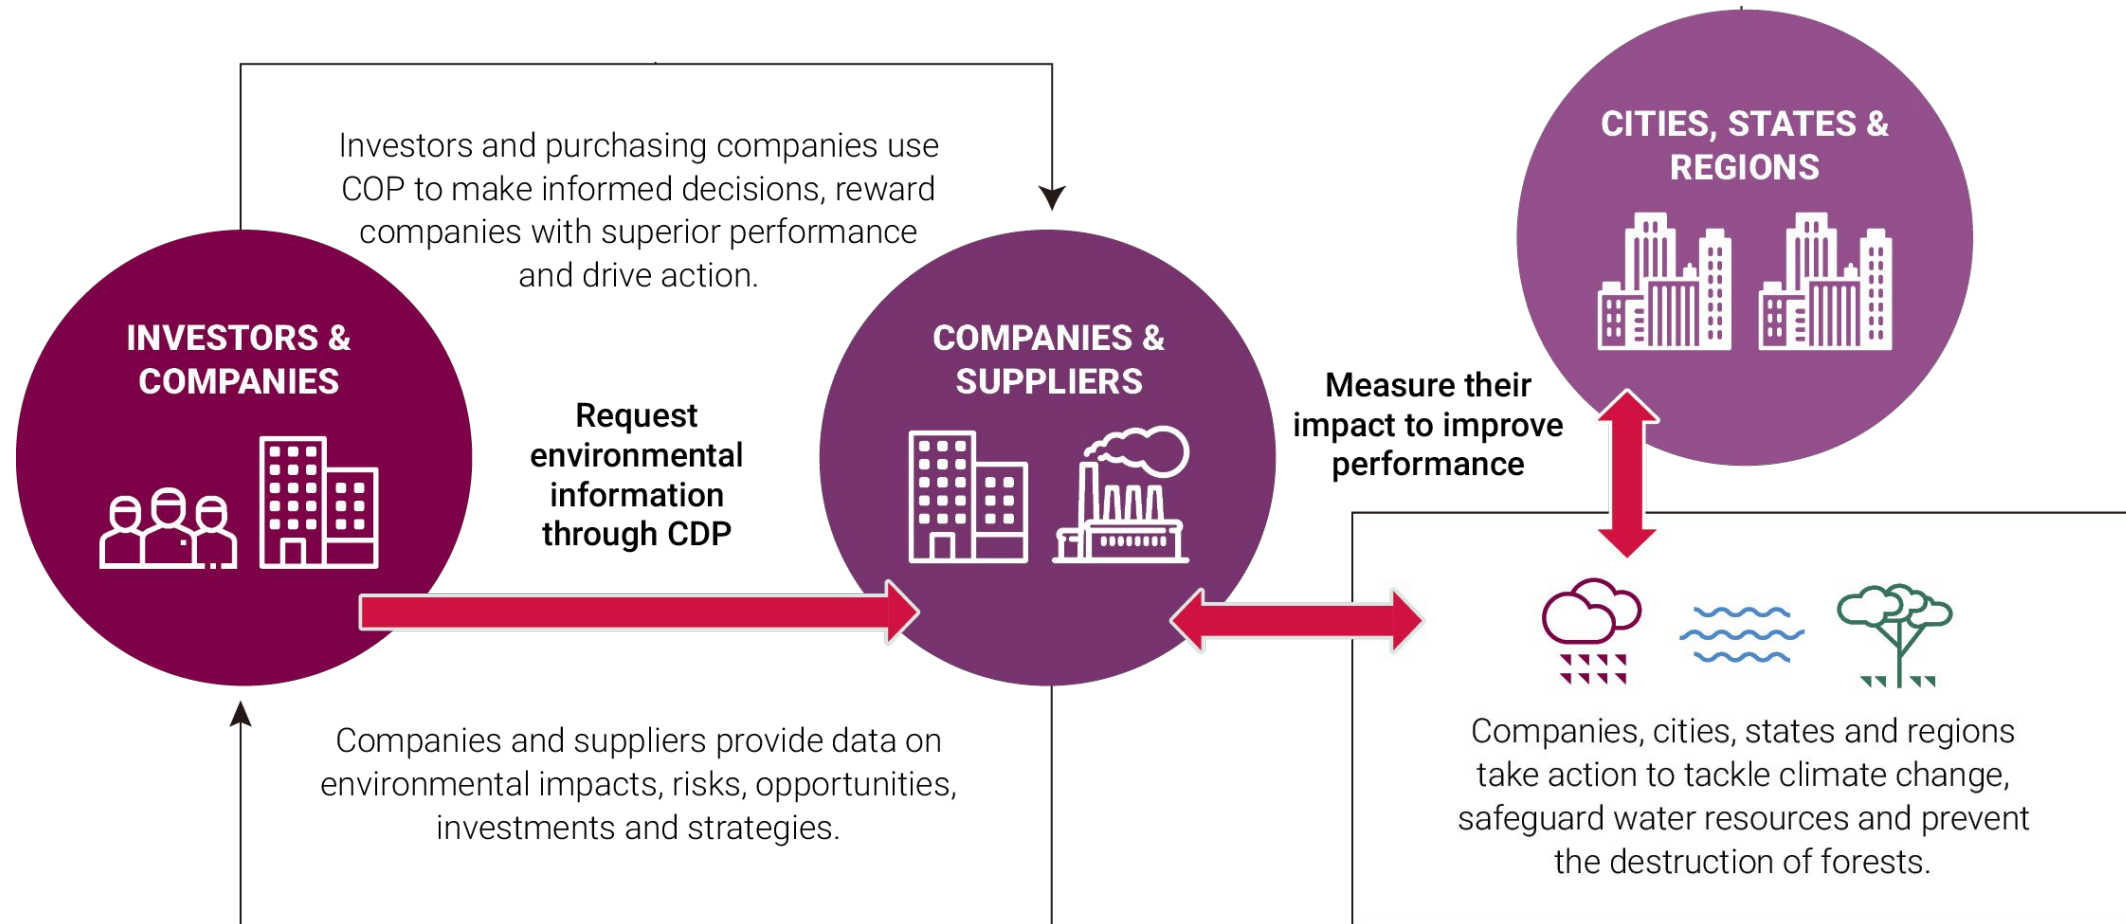 Investors and purchasing companies use
COP to make informed decisions, reward
companies with superior performance
and drive action.
INVESTORS &
COMPANIES
Request
environmental
information
through CDP
COMPANIES &
SUPPLIERS
Companies and suppliers provide data on
environmental impacts, risks, opportunities,
investments and strategies.
Measure their
impact to improve
performance
CITIES, STATES &
REGIONS
Companies, cities, states and regions
take action to tackle climate change,
safeguard water resources and prevent
the destruction of forests.